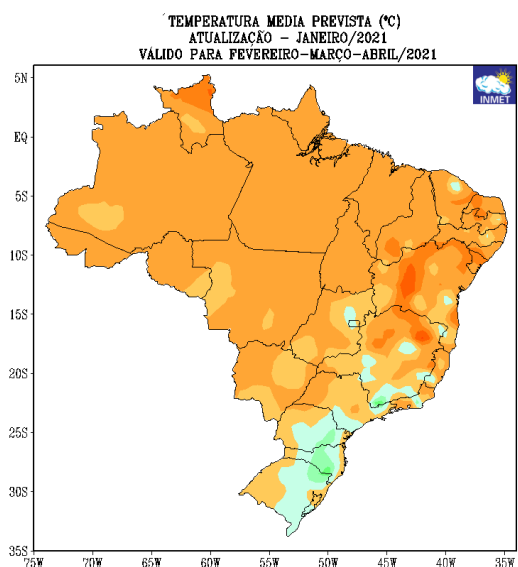 TEMPERATURA MEDIA PREVISTA (°C)
ATUALIZAÇÃO - JANEIRO/2021
VÁLIDO PARA FEVEREIRO-MARÇO-ABRIL/2021
INMET
5N
EQ
5S
10S
15S
20S
25S
30S
35S
75W 70W 65W 60W 55W 50W 45W 40W 35W